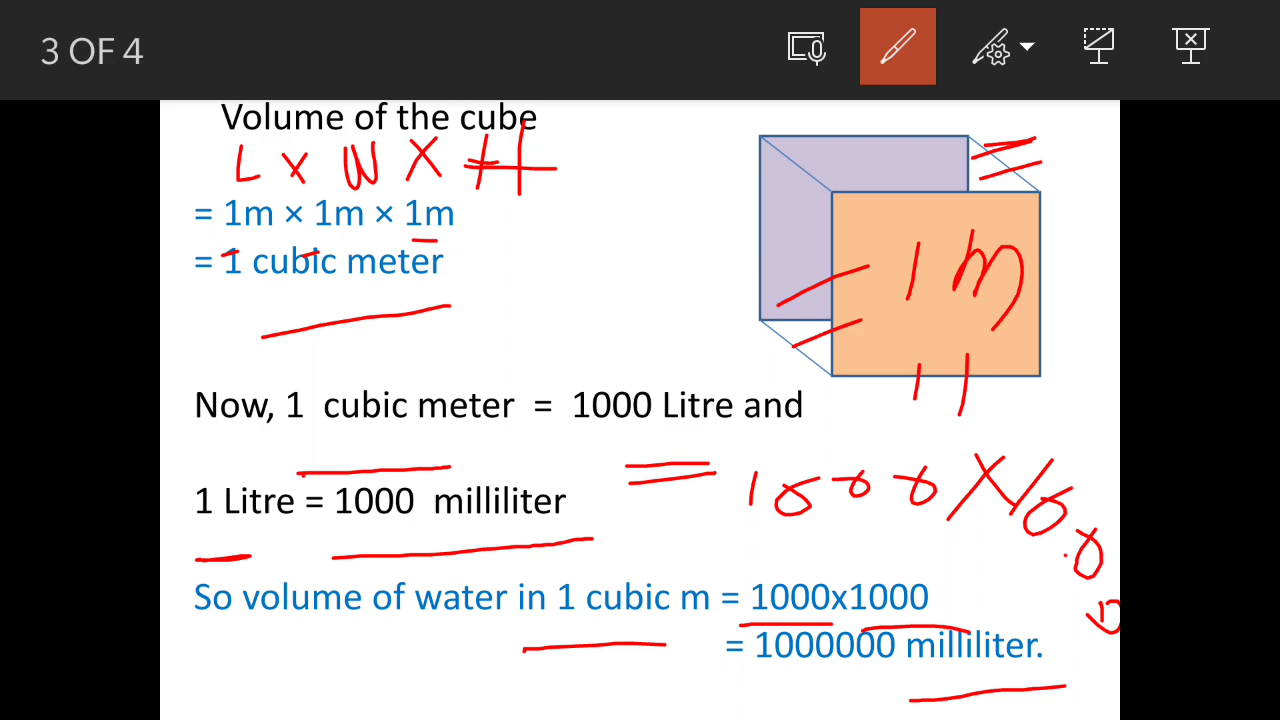 3 OF 4
Volume of the cube
L X W X H
= 1m × 1m × 1m
= 1 cubic meter
1 m
Now, 1 cubic meter = 1000 Litre and
1 Litre = 1000 milliliter
1000 X 1000
So volume of water in 1 cubic m = 1000x1000
= 1000000 milliliter.